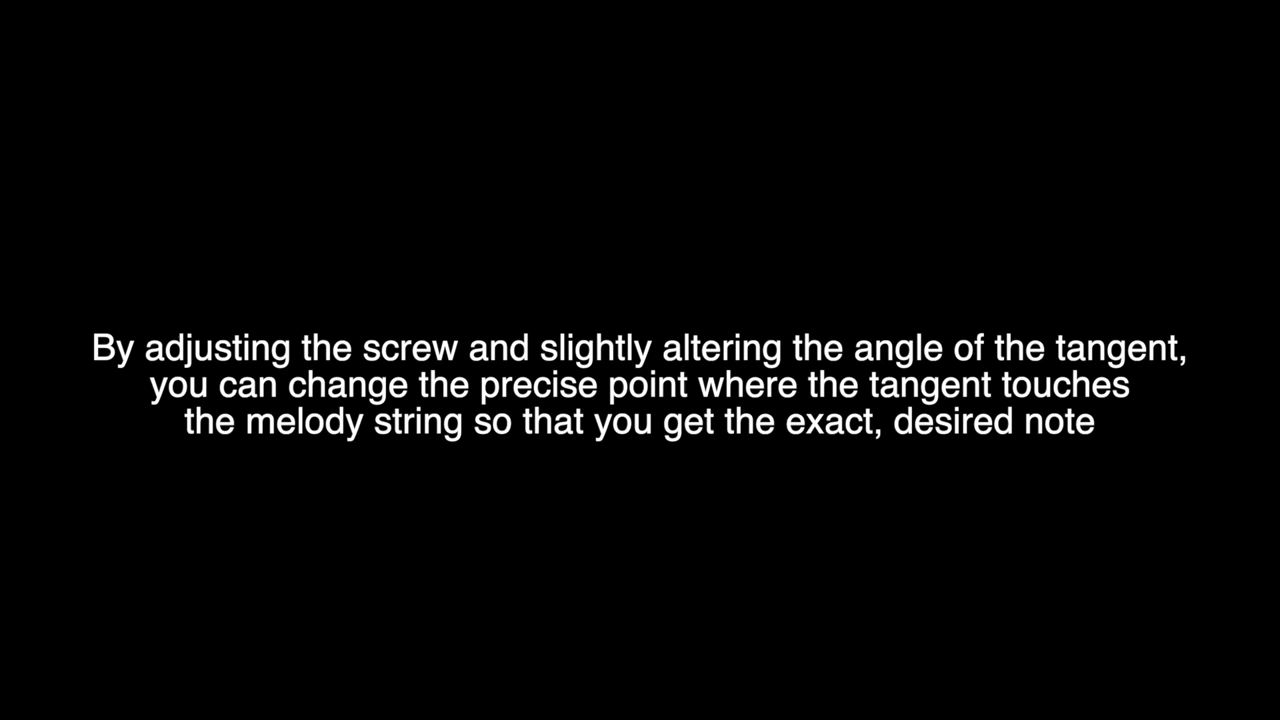 By adjusting the screw and slightly altering the angle of the tangent,
you can change the precise point where the tangent touches
the melody string so that you get the exact, desired note